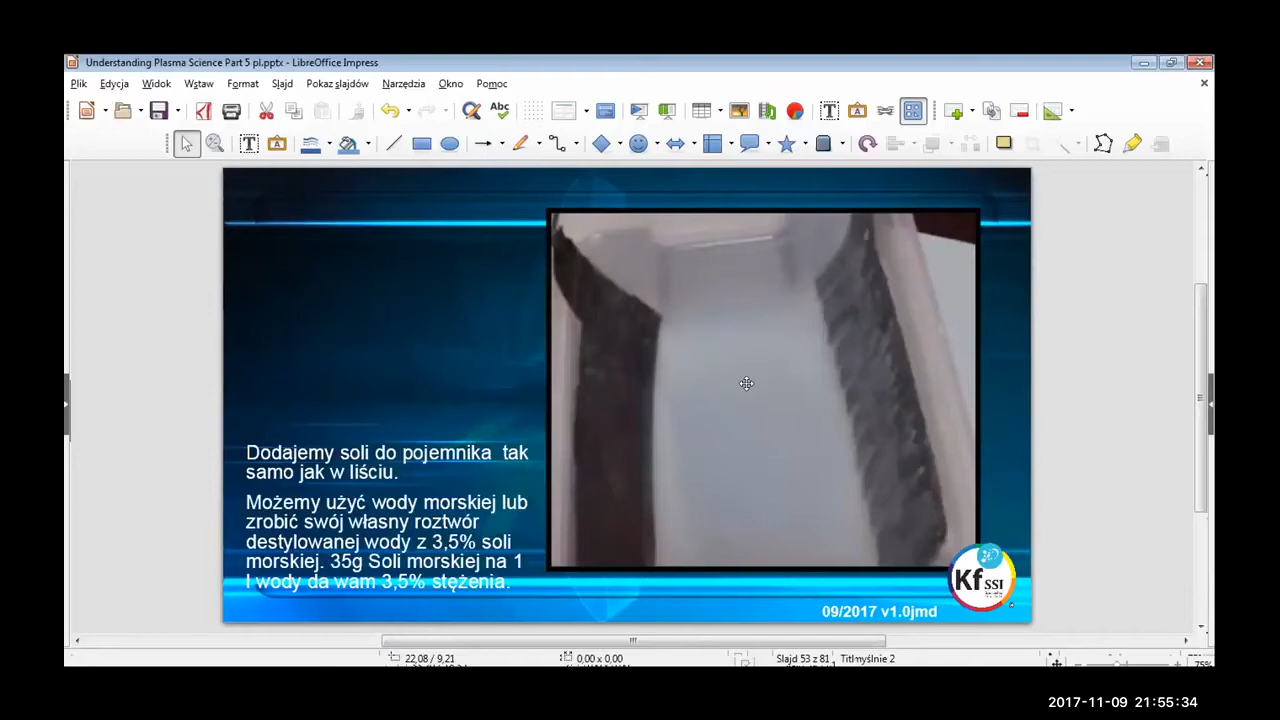 Understanding Plasma Science Part 5 pl.pptx - LibreOffice Impress
Plik Edycja Widok Wstaw Format Slajd Pokaz slajdów Narzędzia Okno Pomoc
Abc
Dodajemy soli do pojemnika tak
samo jak w liściu.
Możemy użyć wody morskiej lub
zrobić swój własny roztwór
destylowanej wody z 3,5% soli
morskiej. 35g Soli morskiej na 1
l wody da wam 3,5% stężenia.
Kf SSI
09/2017 v1.0jmd
22,08 / 9,21 0,00 x 0,00 Slajd 53 z 81 Titlmyślnie 2 75%
2017-11-09 21:55:34